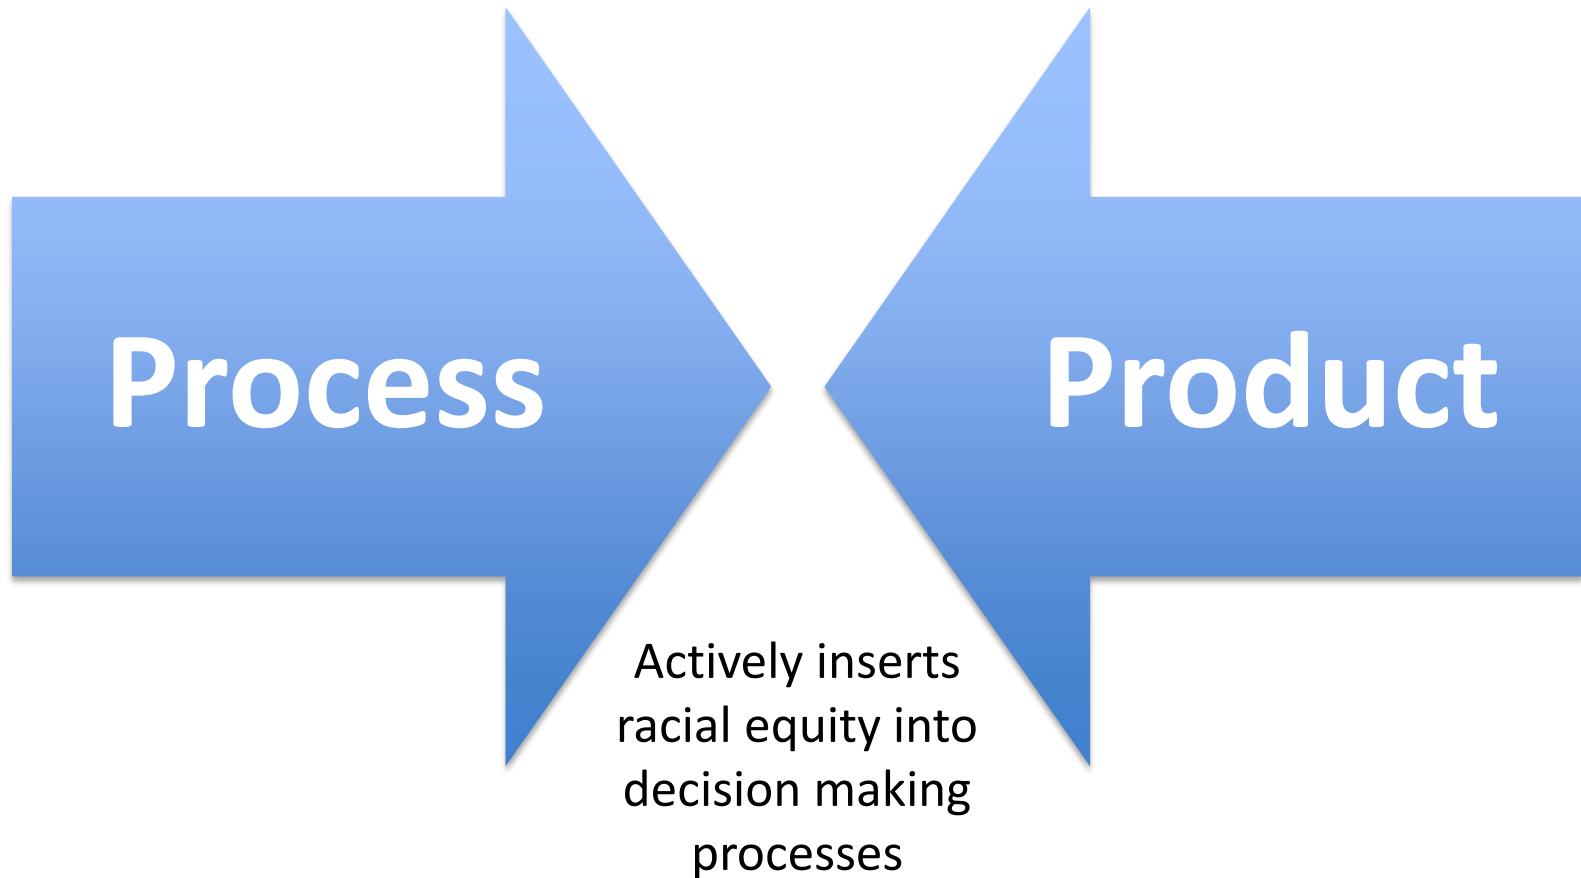 Process
Product
Actively inserts
racial equity into
decision making
processes